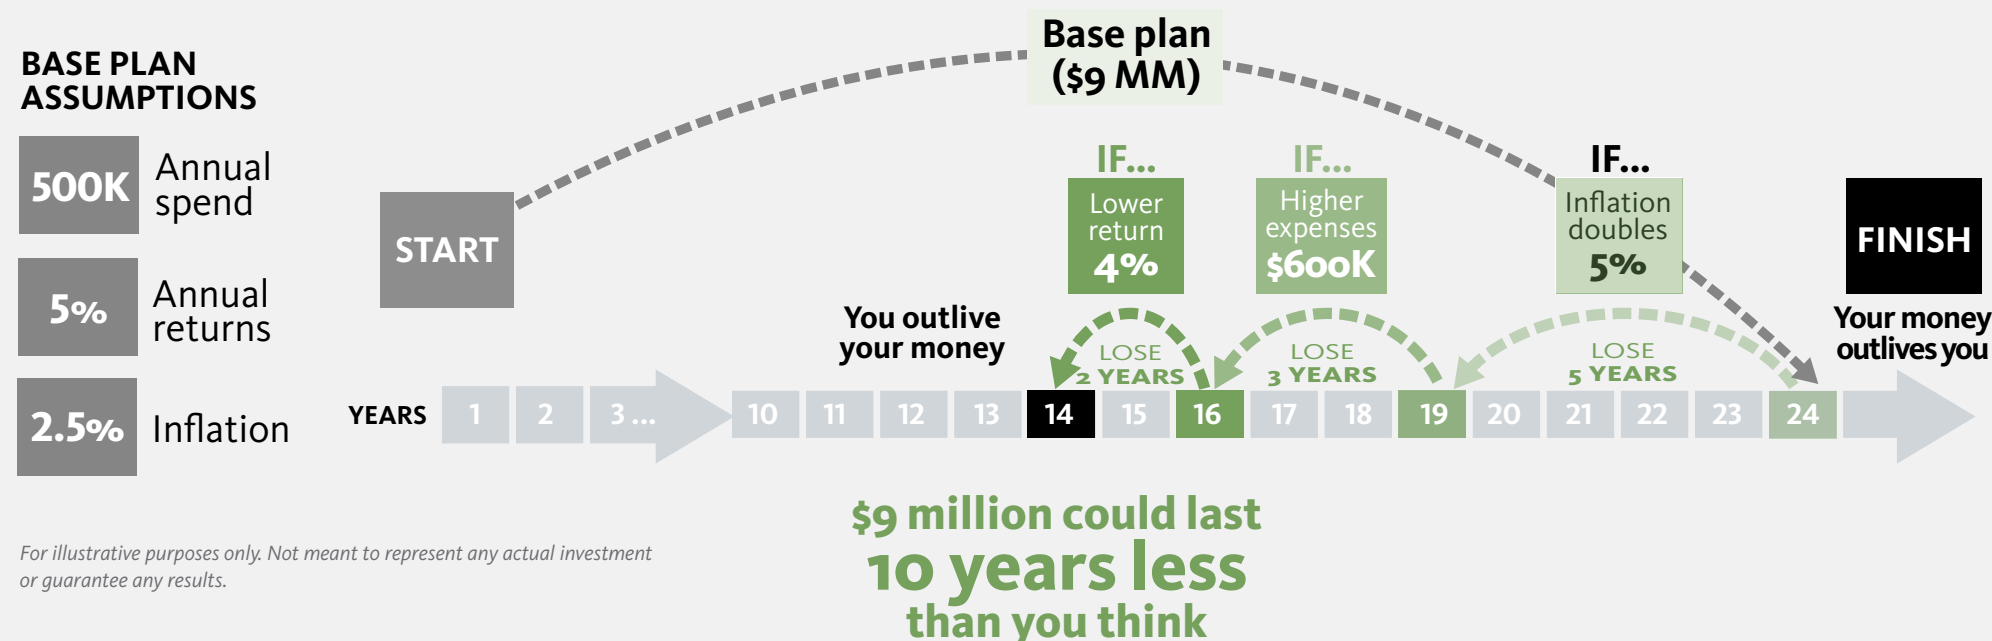 BASE PLAN
ASSUMPTIONS
500K
Annual
spend
5%
Annual
returns
2.5%
Inflation
Base plan
($9 MM)
START
IF...
Lower
return
4%
IF...
Higher
expenses
$600K
IF...
Inflation
doubles
5%
FINISH
You outlive
your money
LOSE
2 YEARS
LOSE
3 YEARS
LOSE
5 YEARS
Your money
outlives you
YEARS 1 2 3 ... 10 11 12 13 14 15 16 17 18 19 20 21 22 23 24
$9 million could last
10 years less
than you think
For illustrative purposes only. Not meant to represent any actual investment
or guarantee any results.